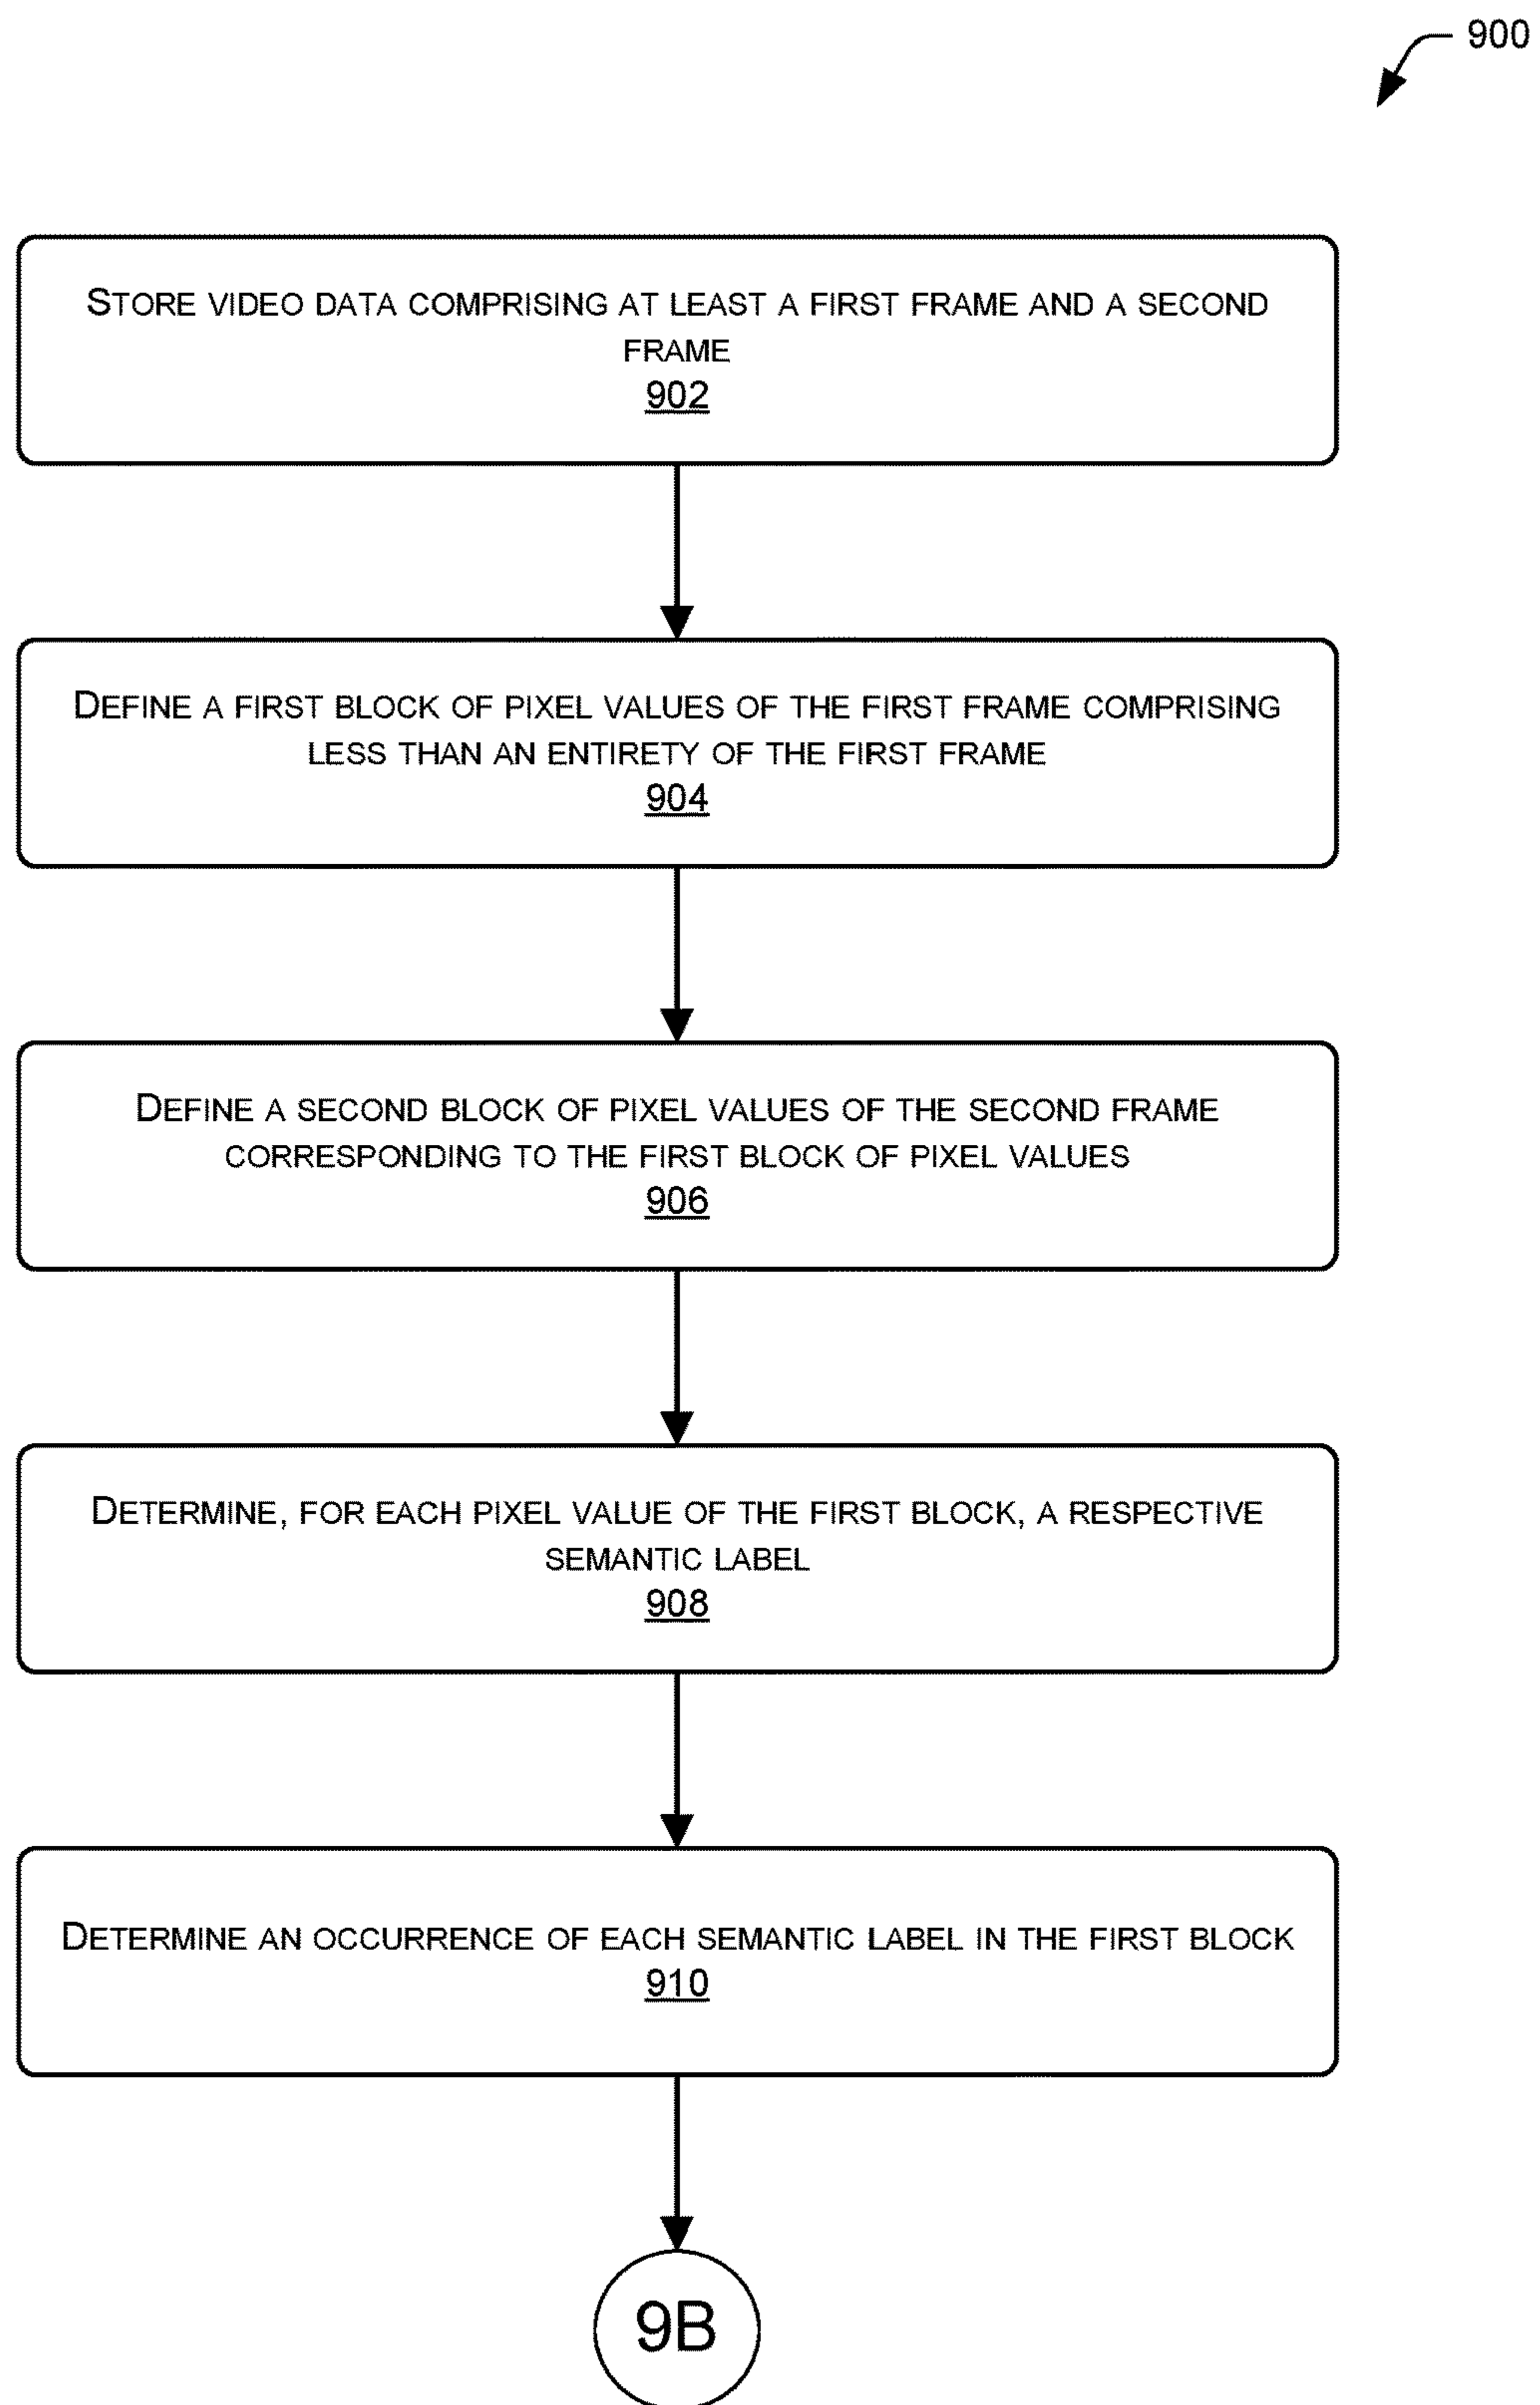 900
STORE VIDEO DATA COMPRISING AT LEAST A FIRST FRAME AND A SECOND
FRAME
902
DEFINE A FIRST BLOCK OF PIXEL VALUES OF THE FIRST FRAME COMPRISING
LESS THAN AN ENTIRETY OF THE FIRST FRAME
904
DEFINE A SECOND BLOCK OF PIXEL VALUES OF THE SECOND FRAME
CORRESPONDING TO THE FIRST BLOCK OF PIXEL VALUES
906
DETERMINE, FOR EACH PIXEL VALUE OF THE FIRST BLOCK, A RESPECTIVE
SEMANTIC LABEL
908
DETERMINE AN OCCURRENCE OF EACH SEMANTIC LABEL IN THE FIRST BLOCK
910
9B